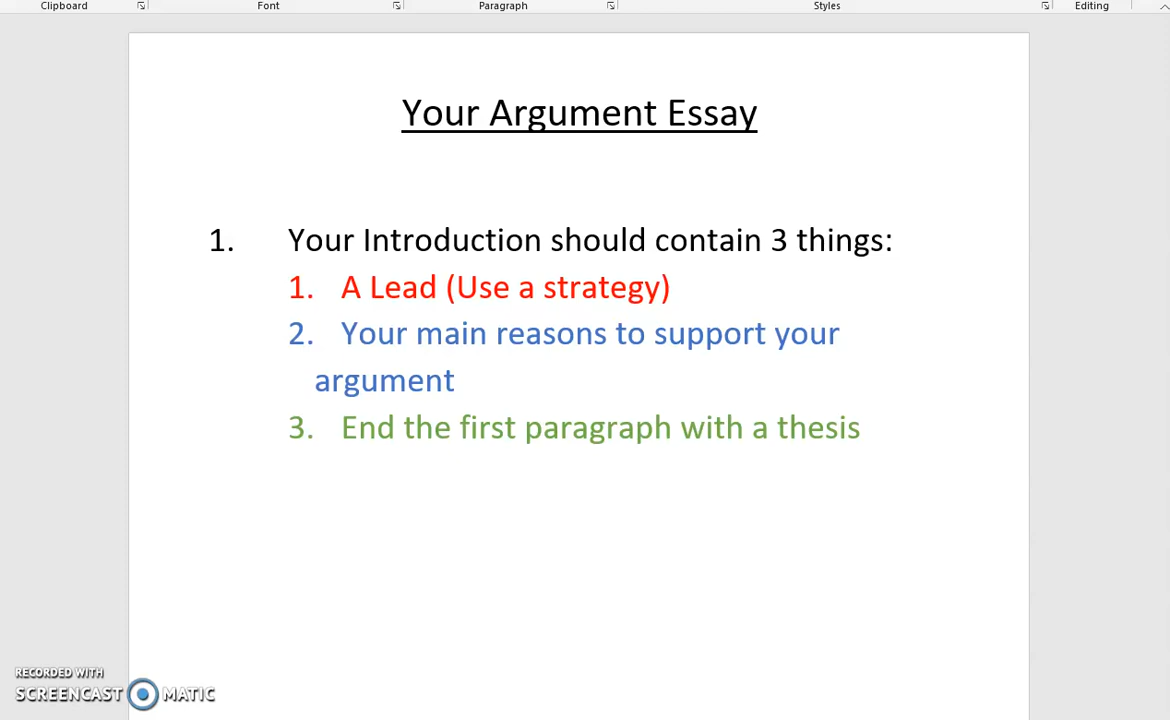 Clipboard Font Paragraph Styles Editing
Your Argument Essay
1. Your Introduction should contain 3 things:
1. A Lead (Use a strategy)
2. Your main reasons to support your
argument
3. End the first paragraph with a thesis
RECORDED WITH
SCREENCAST MATIC